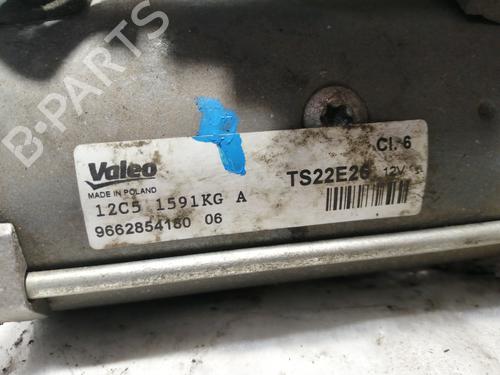 B-PARTS
Valeo
MADE IN POLAND
12C5 1591KG A
9662854180 06
Cl. 6
TS22E26 12V